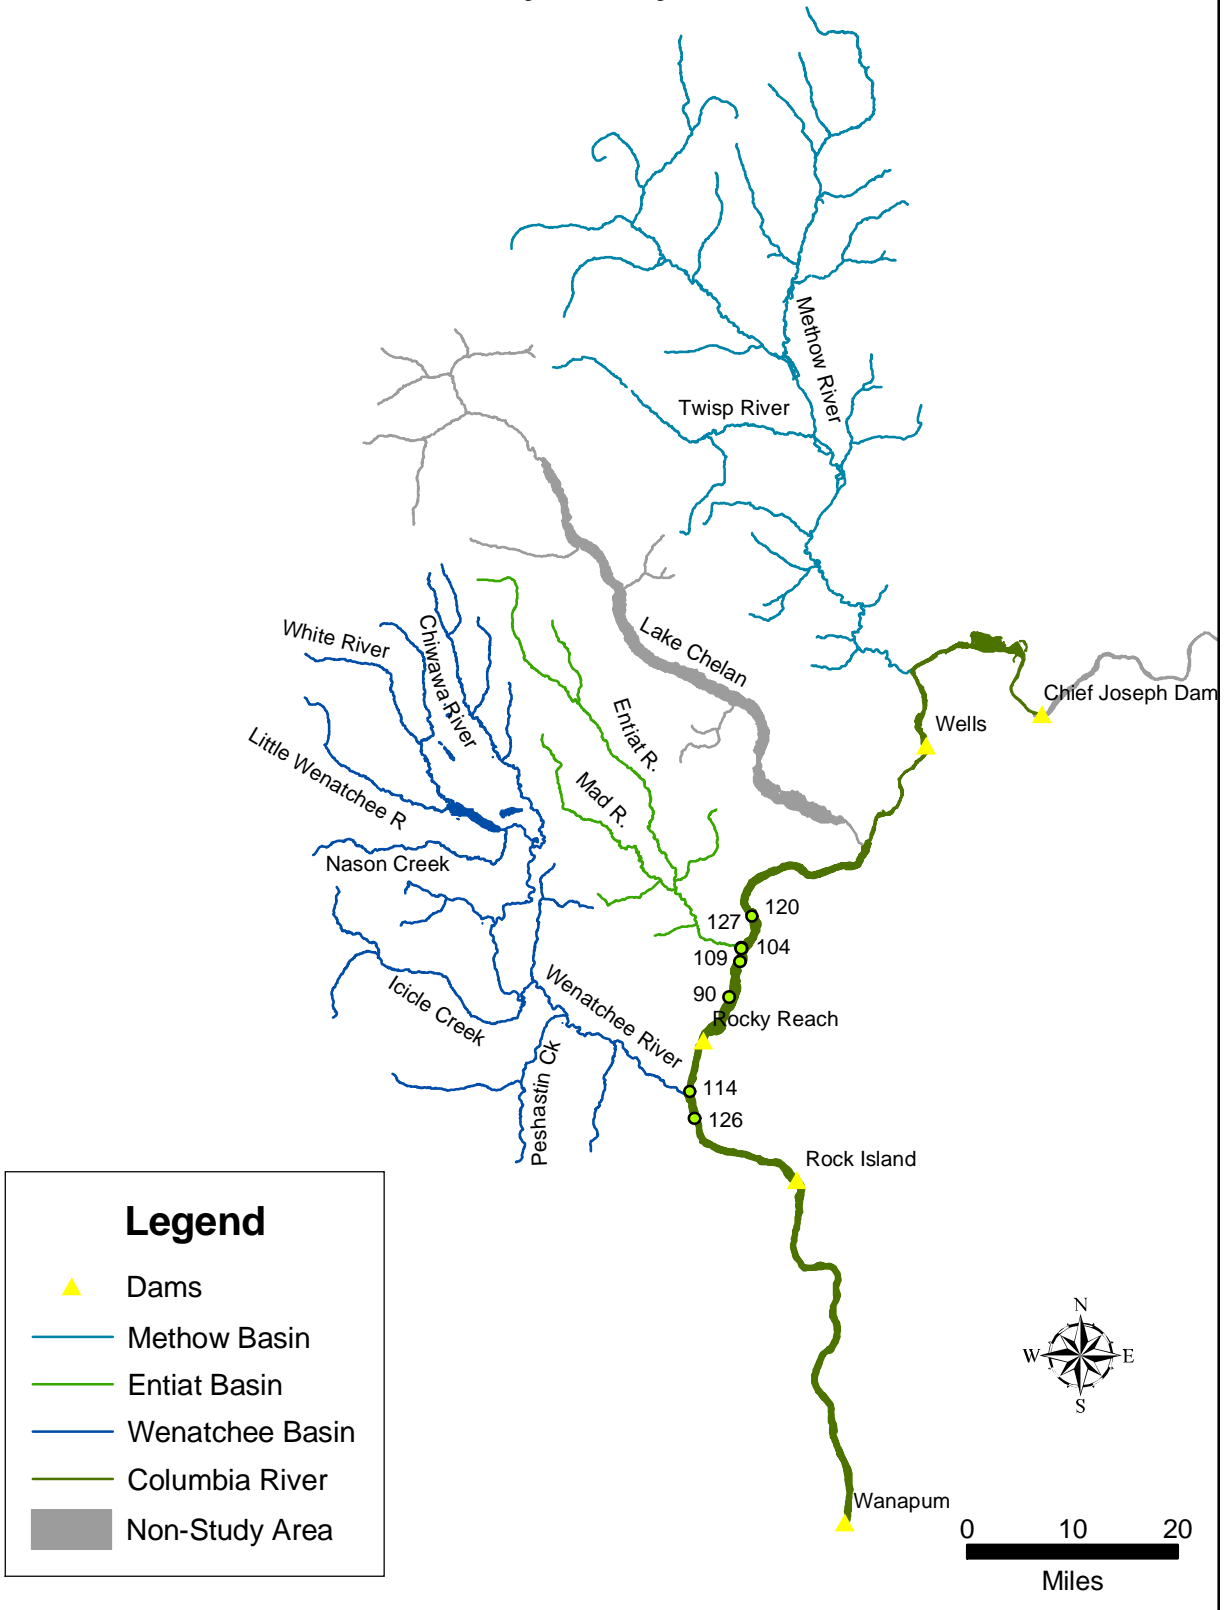 Methow River
Twisp River
Lake Chelan
White River
Chiwawa River
Chief Joseph Dam
Entiat R.
Wells
Little Wenatchee R
Mad R.
Nason Creek
120
127
104
109
Icicle Creek
Wenatchee River
90
Rocky Reach
Peshastin Ck
114
126
Rock Island
Legend
Dams
Methow Basin
Entiat Basin
Wenatchee Basin
Columbia River
Non-Study Area
N
W
E
S
Wanapum
0 10 20
Miles